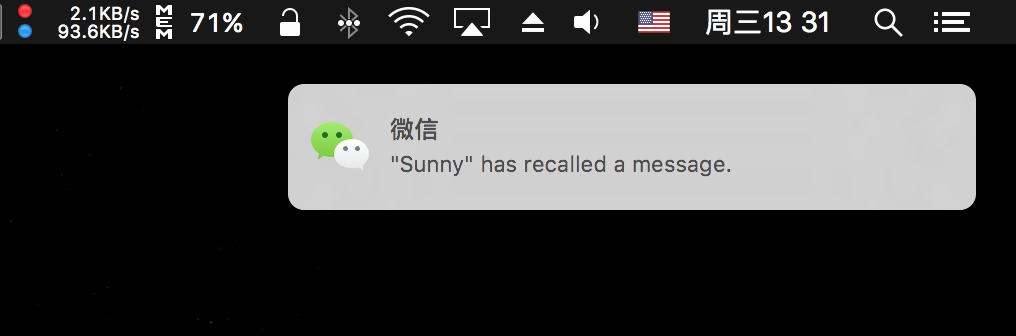 2.1KB/s
93.6KB/s
MEM
71%
周三13 31
微信
"Sunny" has recalled a message.